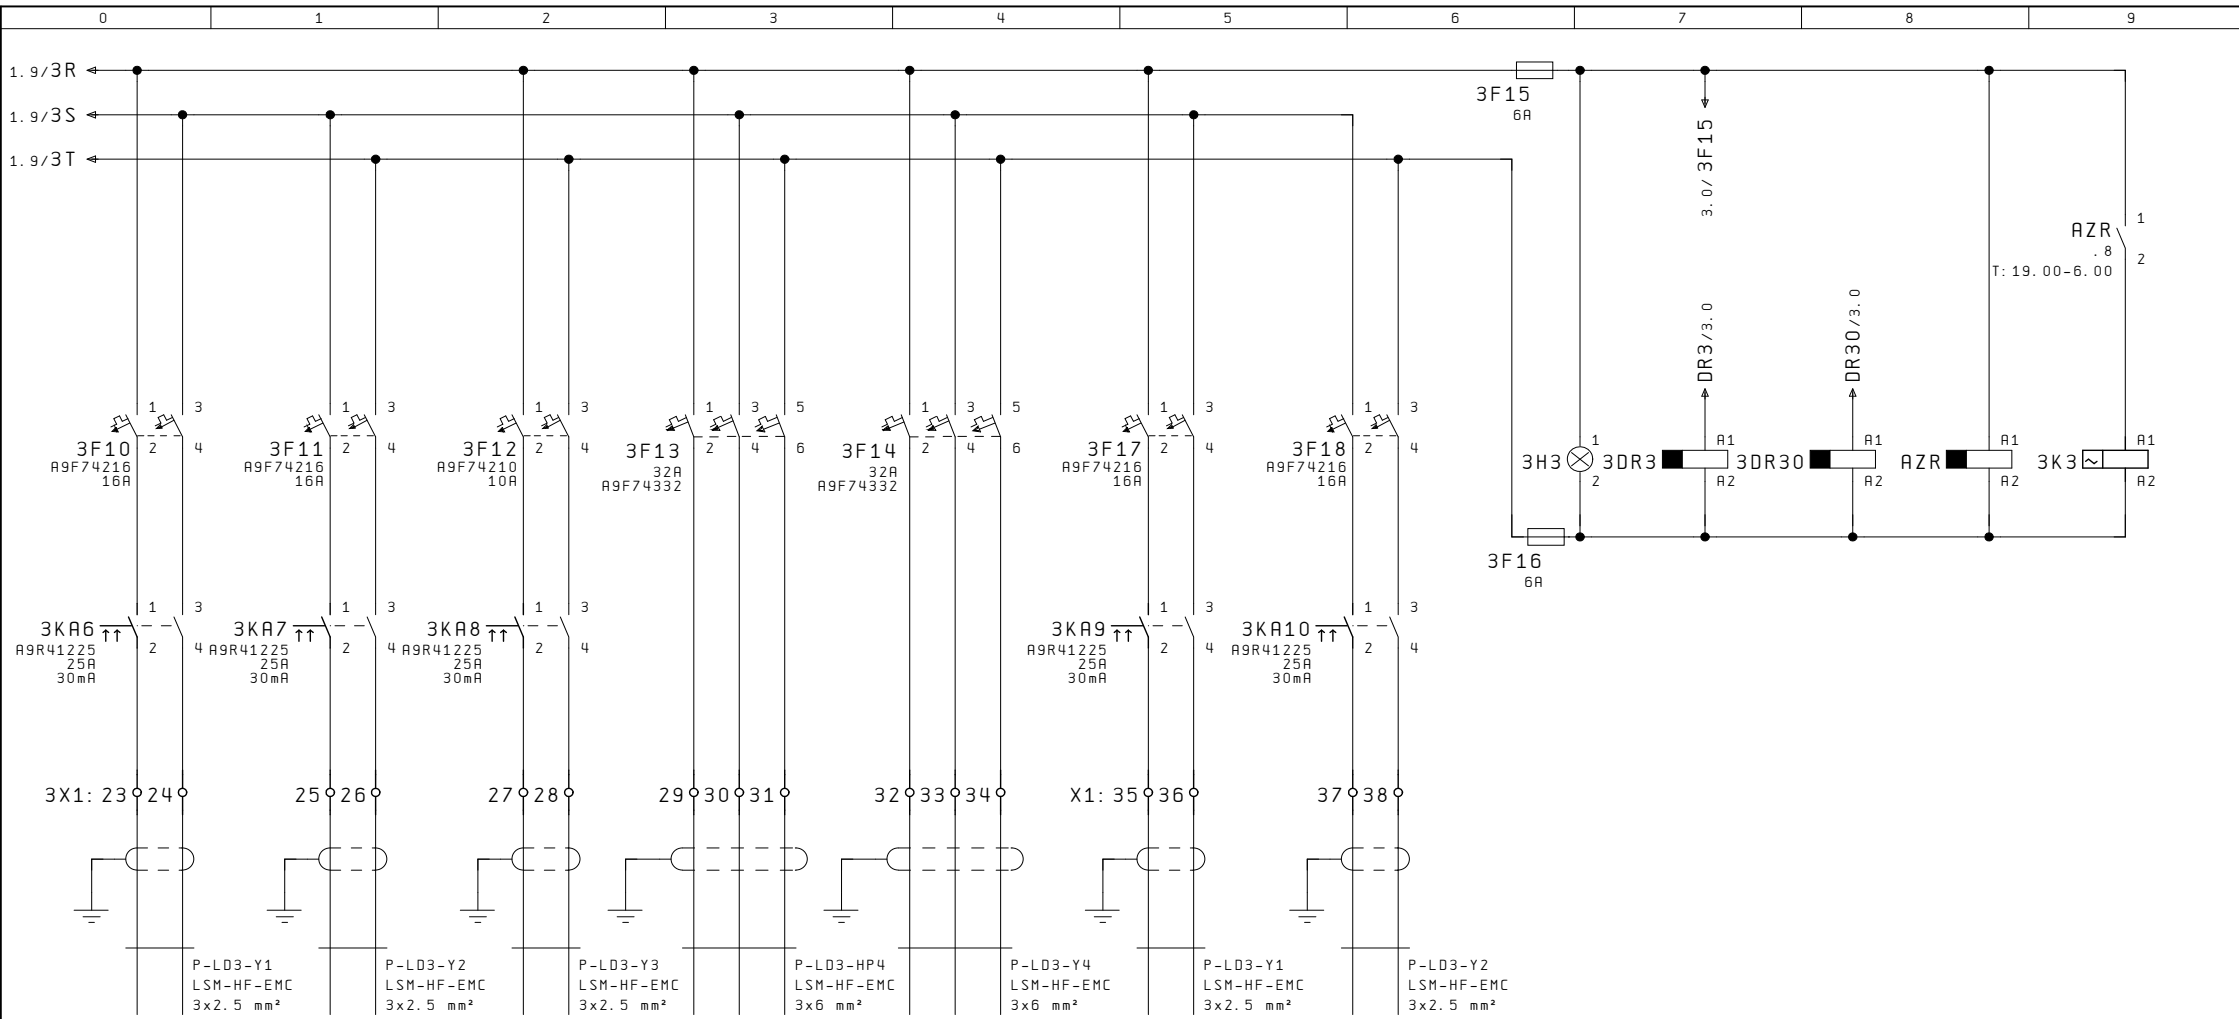 0 1 2 3 4 5 6 7 8 9
1.9/3R
1.9/3S
1.9/3T
3F15
6A
3.0/3F15
AZR
.8
T:19.00-6.00
1
2
DR3/3.0
DR30/3.0
1 3
3F10 2 4
A9F74216
16A
1 3
3F11 2 4
A9F74216
16A
1 3
3F12 2 4
A9F74210
10A
1 3 5
3F13 2 4 6
32A
A9F74332
1 3 5
3F14 2 4 6
32A
A9F74332
1 3
3F17 2 4
A9F74216
16A
1 3
3F18 2 4
A9F74216
16A
1
3H3
2
A1
3DR3
A2
A1
3DR30
A2
A1
AZR
A2
A1
3K3 ~
A2
3F16
6A
1 3
3KA6
2 4
A9R41225
25A
30mA
1 3
3KA7
2 4
A9R41225
25A
30mA
1 3
3KA8
2 4
A9R41225
25A
30mA
1 3
3KA9
2 4
A9R41225
25A
30mA
1 3
3KA10
2 4
A9R41225
25A
30mA
3X1: 23 24 25 26 27 28 29 30 31 32 33 34 X1: 35 36 37 38
P-LD3-Y1
LSM-HF-EMC
3x2.5 mm²
P-LD3-Y2
LSM-HF-EMC
3x2.5 mm²
P-LD3-Y3
LSM-HF-EMC
3x2.5 mm²
P-LD3-HP4
LSM-HF-EMC
3x6 mm²
P-LD3-Y4
LSM-HF-EMC
3x6 mm²
P-LD3-Y1
LSM-HF-EMC
3x2.5 mm²
P-LD3-Y2
LSM-HF-EMC
3x2.5 mm²